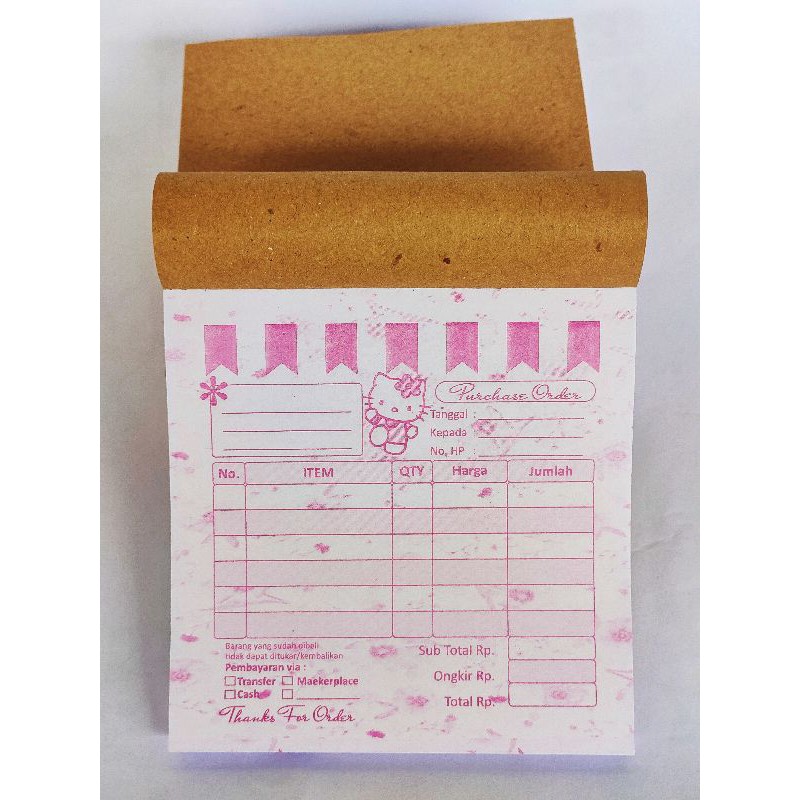 Purchase Order
Tanggal :
Kepada :
No, HP :
No. ITEM QTY Harga Jumlah
Barang yang sudah dibeli
tidak dapat ditukar/kembalikan
Pembayaran via :
Transfer Maekerplace
Cash
Thanks For Order
Sub Total Rp.
Ongkir Rp.
Total Rp.